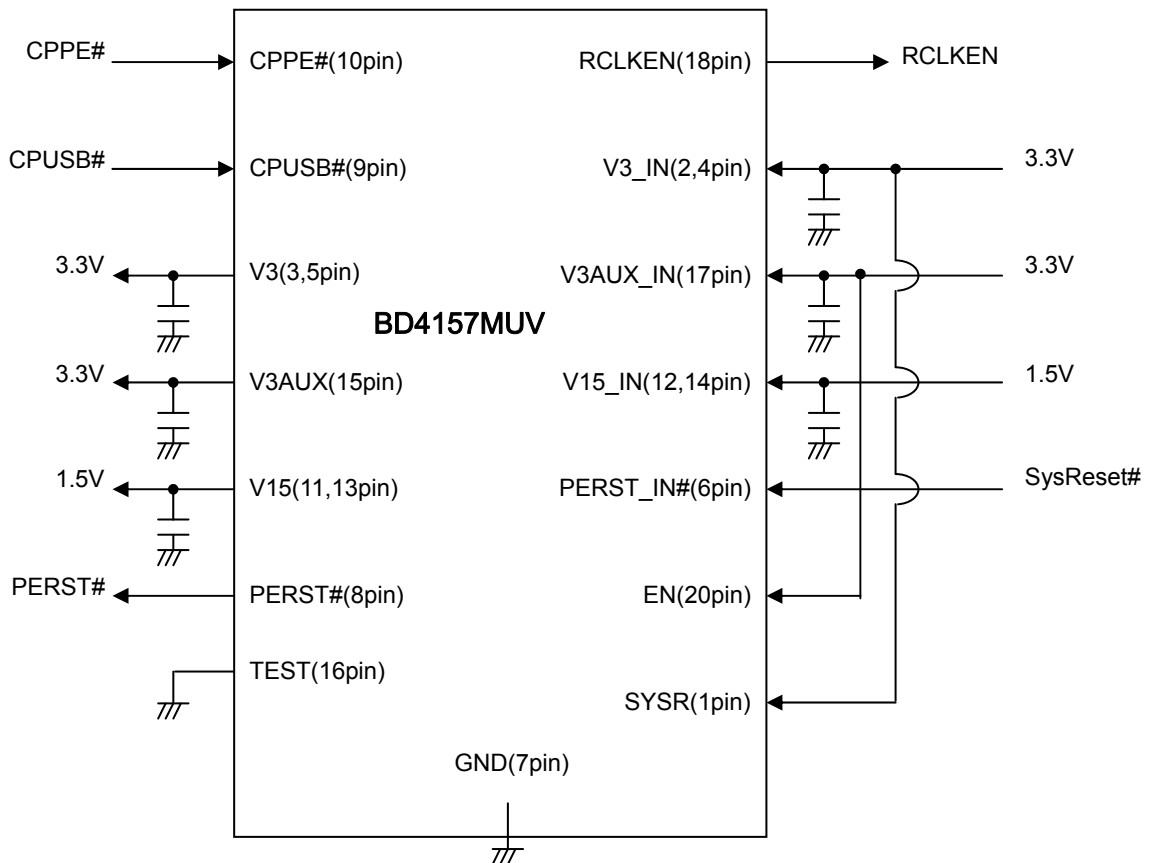 CPPE# CPPE#(10pin) RCLKEN(18pin) RCLKEN
CPUSB# CPUSB#(9pin) V3_IN(2,4pin) 3.3V
3.3V V3(3,5pin) V3AUX_IN(17pin) 3.3V
BD4157MUV
3.3V V3AUX(15pin) V15_IN(12,14pin) 1.5V
1.5V V15(11,13pin) PERST_IN#(6pin) SysReset#
PERST# PERST#(8pin) EN(20pin)
TEST(16pin) SYSR(1pin)
GND(7pin)